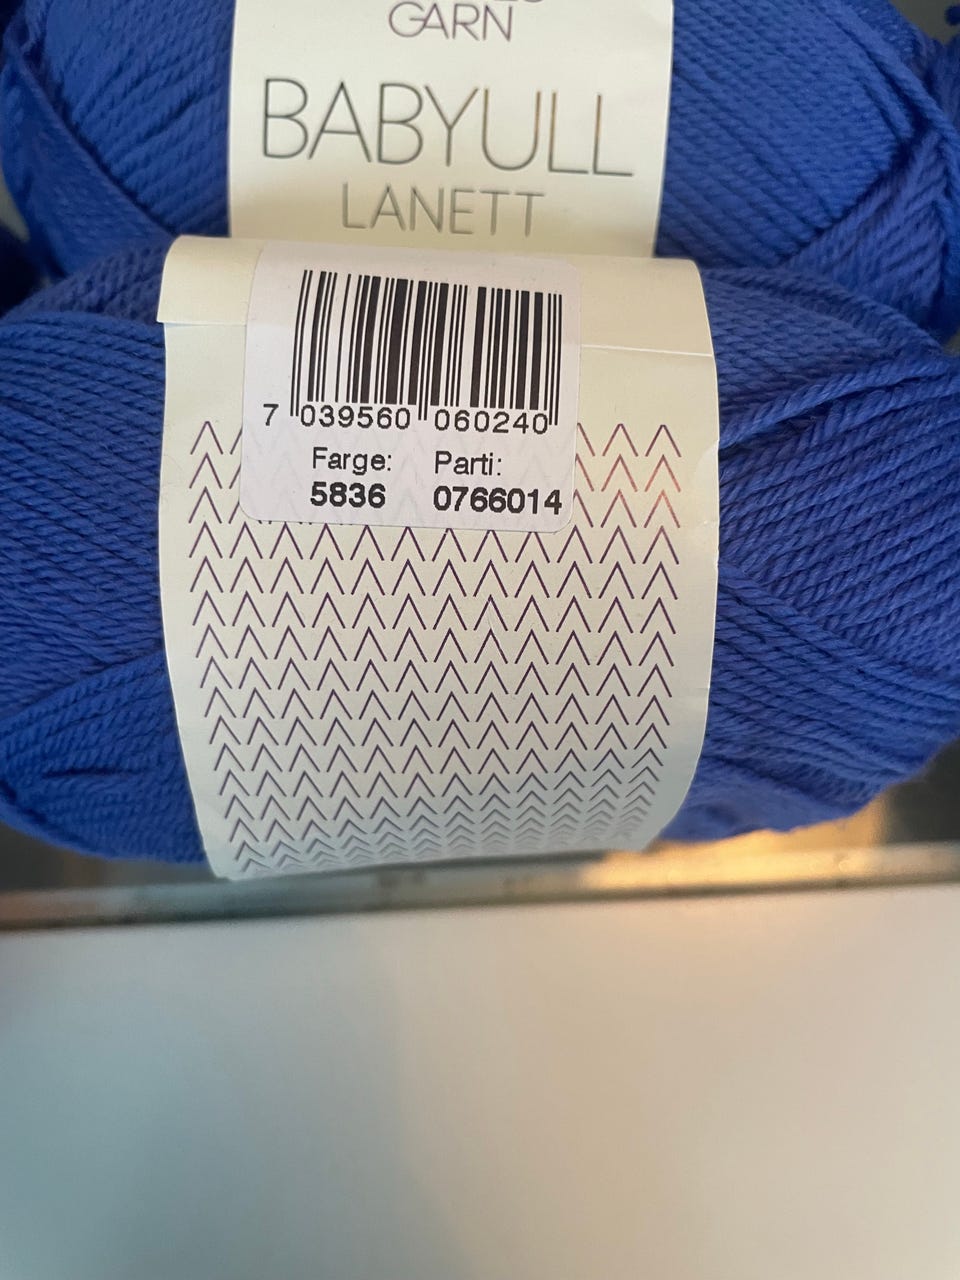 GARN
BABYULL
LANETT
7 039560 060240
Farge: Parti:
5836 0766014